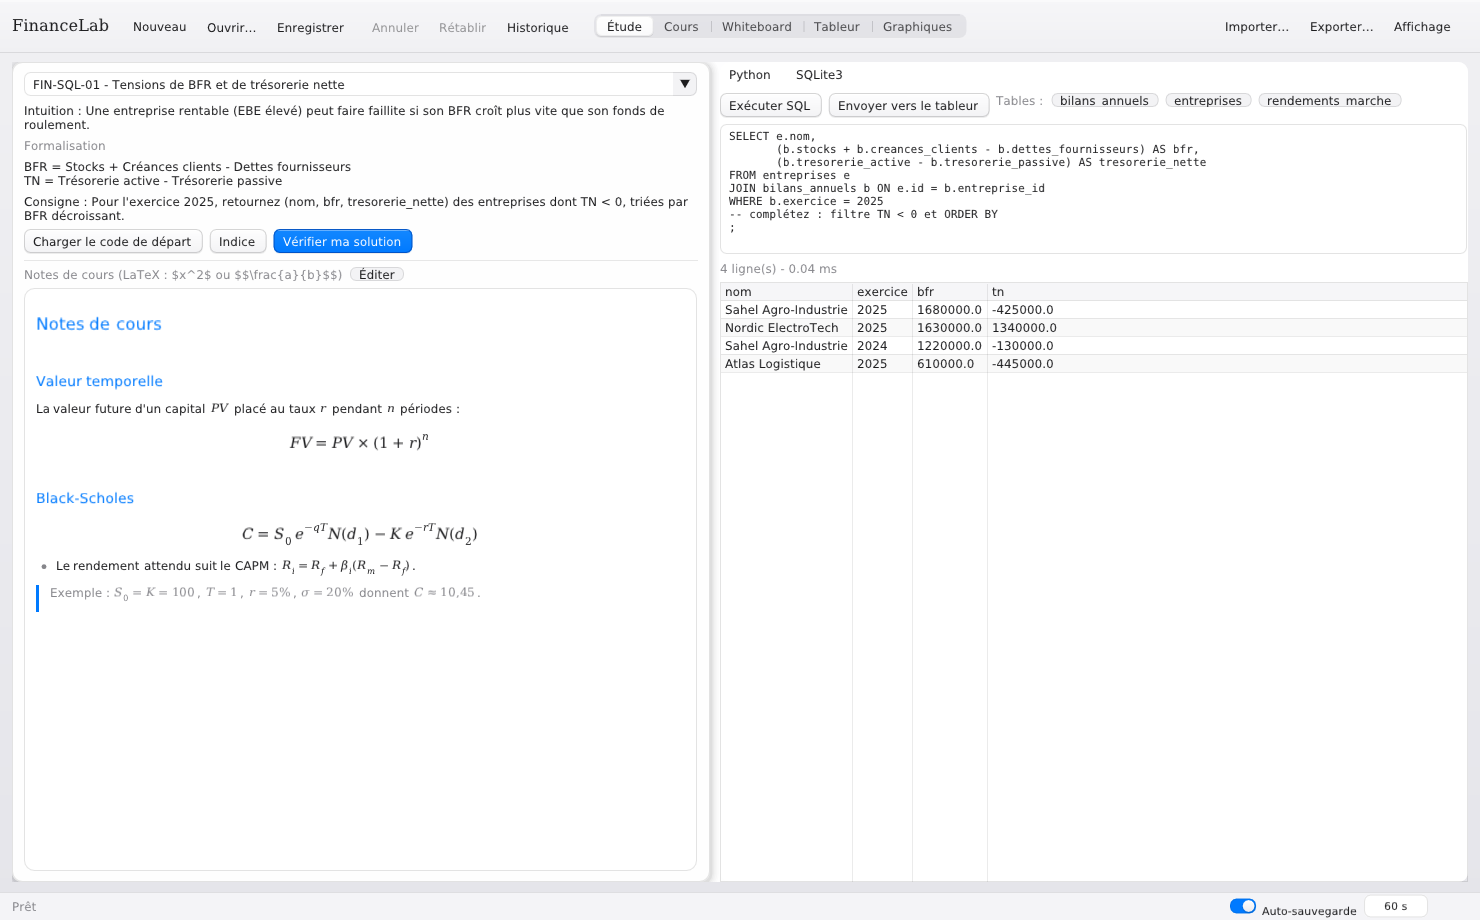 FinanceLab Nouveau Ouvrir... Enregistrer Annuler Rétablir Historique Étude Cours Whiteboard Tableur Graphiques Importer... Exporter... Affichage
FIN-SQL-01 - Tensions de BFR et de trésorerie nette
Intuition : Une entreprise rentable (EBE élevé) peut faire faillite si son BFR croît plus vite que son fonds de
roulement.
Formalisation
BFR = Stocks + Créances clients - Dettes fournisseurs
TN = Trésorerie active - Trésorerie passive
Consigne : Pour l'exercice 2025, retournez (nom, bfr, tresorerie_nette) des entreprises dont TN < 0, triées par
BFR décroissant.
Charger le code de départ Indice Vérifier ma solution
Notes de cours (LaTeX : $x^2$ ou $$\frac{a}{b}$$) Éditer
Notes de cours
Valeur temporelle
La valeur future d'un capital PV placé au taux r pendant n périodes :
FV = PV × (1 + r)^n
Black-Scholes
C = S_0 e^{-qT} N(d_1) − K e^{-rT} N(d_2)
• Le rendement attendu suit le CAPM : R_i = R_f + β_i(R_m − R_f).
Exemple : S_0 = K = 100, T = 1, r = 5%, σ = 20% donnent C ≈ 10,45.
Python SQLite3
Exécuter SQL Envoyer vers le tableur Tables : bilans_annuels entreprises rendements_marche
SELECT e.nom,
(b.stocks + b.creances_clients - b.dettes_fournisseurs) AS bfr,
(b.tresorerie_active - b.tresorerie_passive) AS tresorerie_nette
FROM entreprises e
JOIN bilans_annuels b ON e.id = b.entreprise_id
WHERE b.exercice = 2025
-- complétez : filtre TN < 0 et ORDER BY
;
4 ligne(s) - 0.04 ms
nom exercice bfr tn
Sahel Agro-Industrie 2025 1680000.0 -425000.0
Nordic ElectroTech 2025 1630000.0 1340000.0
Sahel Agro-Industrie 2024 1220000.0 -130000.0
Atlas Logistique 2025 610000.0 -445000.0
Prêt Auto-sauvegarde 60 s